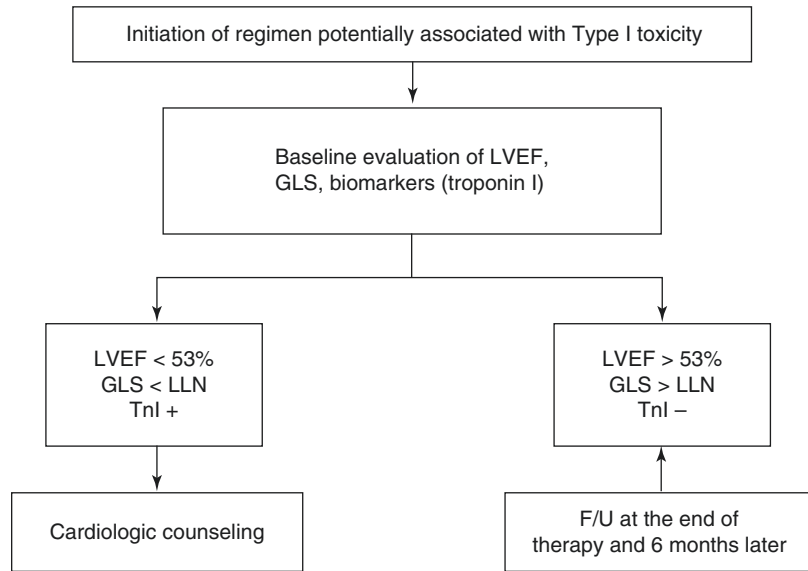 Initiation of regimen potentially associated with Type I toxicity
Baseline evaluation of LVEF,
GLS, biomarkers (troponin I)
LVEF < 53%
GLS < LLN
TnI +
LVEF > 53%
GLS > LLN
TnI –
Cardiologic counseling
F/U at the end of
therapy and 6 months later